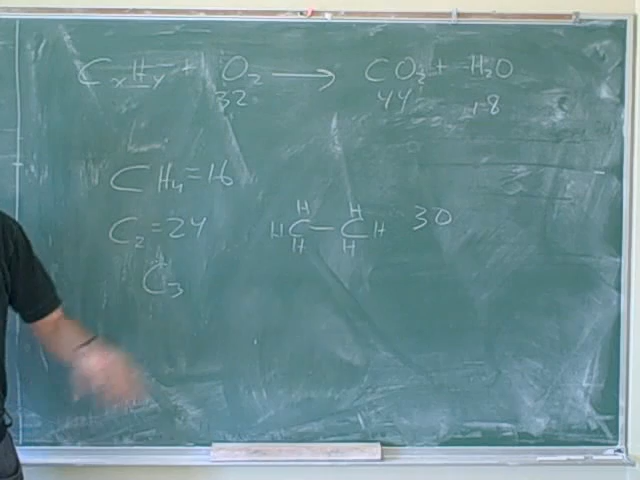 CxHy + O2 ⟶ CO2 + H2O
32 44 18
CH4 = 16
C2 = 24
H H
H C — C H 30
H H
C3